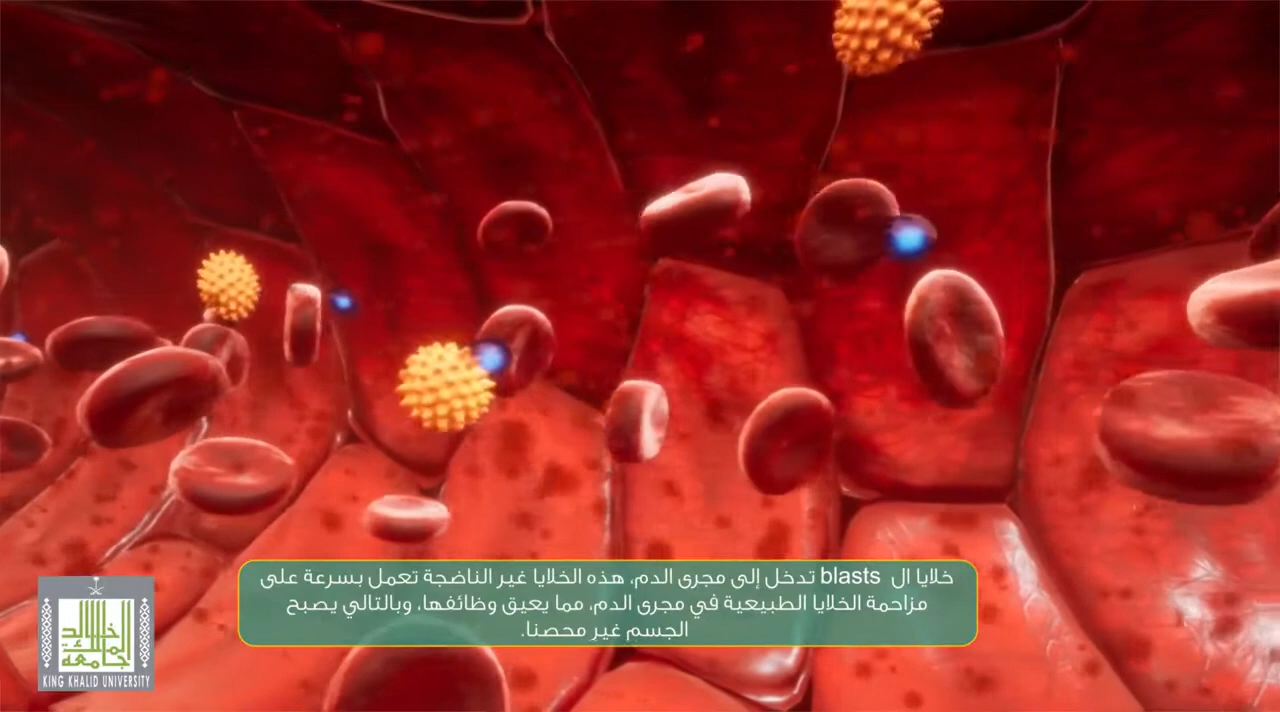 خلايا ال blasts تدخل إلى مجرى الدم، هذه الخلايا غير الناضجة تعمل بسرعة على
مزاحمة الخلايا الطبيعية في مجرى الدم، مما يعيق وظائفها، وبالتالي يصبح
الجسم غير محصنا.
جامعة الملك خالد
KING KHALID UNIVERSITY